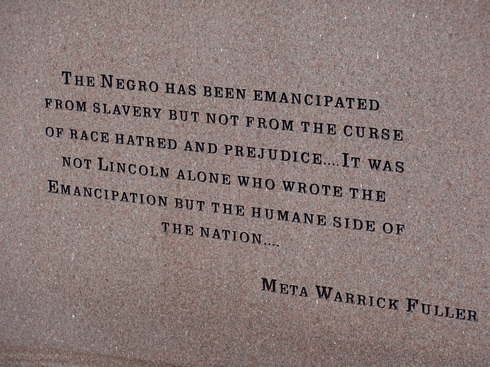 The Negro has been emancipated
from slavery but not from the curse
of race hatred and prejudice....It was
not Lincoln alone who wrote the
Emancipation but the humane side of
the nation....
Meta Warrick Fuller